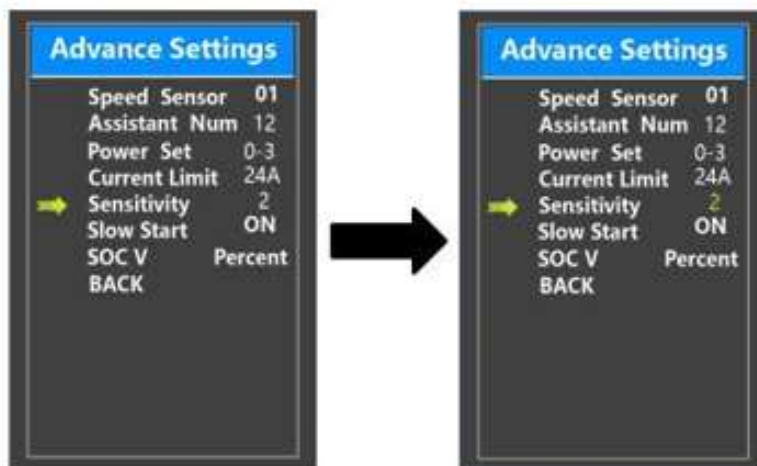 Advance Settings
Speed Sensor 01
Assistant Num 12
Power Set 0-3
Current Limit 24A
Sensitivity 2
Slow Start ON
SOC V Percent
BACK
Advance Settings
Speed Sensor 01
Assistant Num 12
Power Set 0-3
Current Limit 24A
Sensitivity 2
Slow Start ON
SOC V Percent
BACK